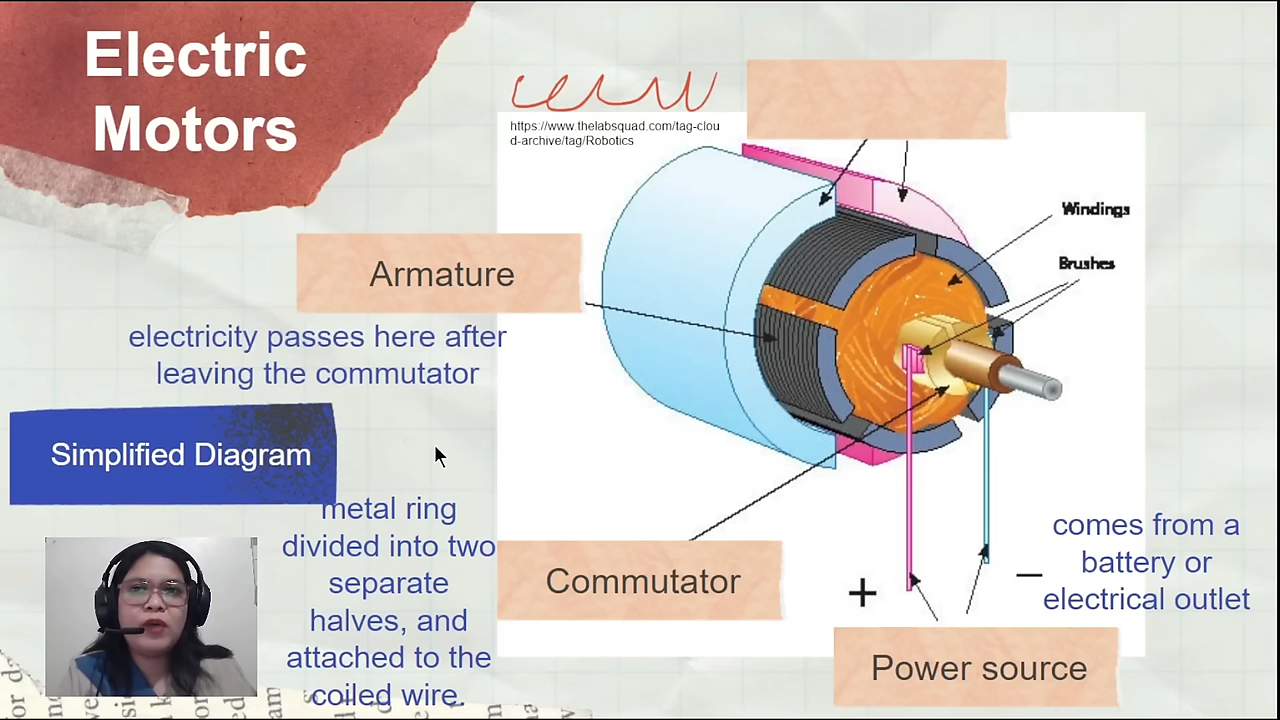 Electric
Motors
https://www.thelabsquad.com/tag-clou
d-archive/tag/Robotics
Windings
Brushes
Armature
electricity passes here after
leaving the commutator
Simplified Diagram
metal ring
divided into two
separate
halves, and
attached to the
coiled wire.
Commutator
+
–
comes from a
battery or
electrical outlet
Power source